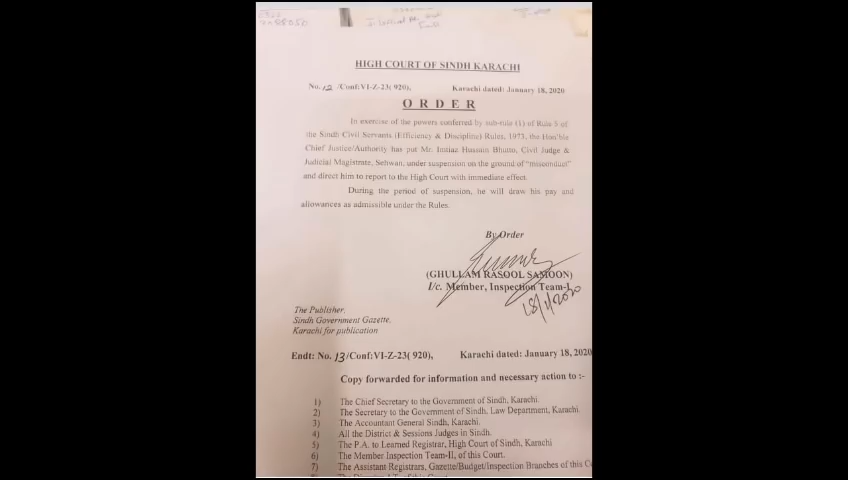 HIGH COURT OF SINDH KARACHI
No. 12 /Conf:VI-Z-23( 920), Karachi dated: January 18, 2020
O R D E R
In exercise of the powers conferred by sub-rule (1) of Rule 5 of
the Sindh Civil Servants (Efficiency & Discipline) Rules, 1973, the Hon'ble
Chief Justice/Authority has put Mr. Imtiaz Hussain Bhutto, Civil Judge &
Judicial Magistrate, Sehwan, under suspension on the ground of "misconduct"
and direct him to report to the High Court with immediate effect.
During the period of suspension, he will draw his pay and
allowances as admissible under the Rules.
By Order
(GHULLAM RASOOL SAMOON)
I/c. Member, Inspection Team-I,
18/1/2020
The Publisher,
Sindh Government Gazette,
Karachi for publication
Endt: No. 13/Conf:VI-Z-23( 920), Karachi dated: January 18, 2020
Copy forwarded for information and necessary action to :-
1) The Chief Secretary to the Government of Sindh, Karachi.
2) The Secretary to the Government of Sindh, Law Department, Karachi.
3) The Accountant General Sindh, Karachi.
4) All the District & Sessions Judges in Sindh.
5) The P.A. to Learned Registrar, High Court of Sindh, Karachi
6) The Member Inspection Team-II, of this Court.
7) The Assistant Registrars, Gazette/Budget/Inspection Branches of this